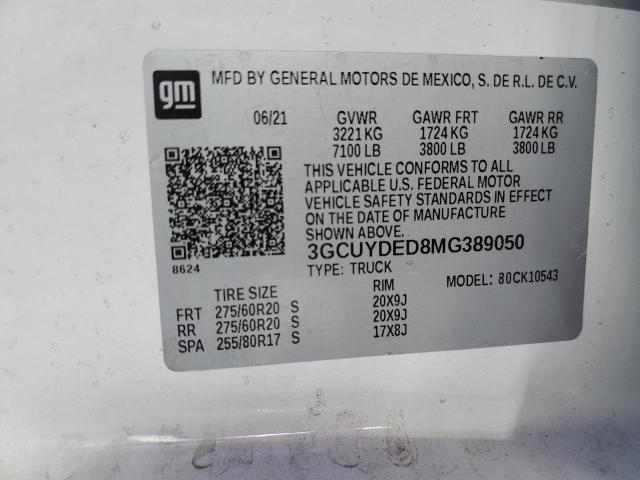 gm
MFD BY GENERAL MOTORS DE MEXICO, S. DE R.L. DE C.V.
06/21 GVWR GAWR FRT GAWR RR
3221 KG 1724 KG 1724 KG
7100 LB 3800 LB 3800 LB
THIS VEHICLE CONFORMS TO ALL
APPLICABLE U.S. FEDERAL MOTOR
VEHICLE SAFETY STANDARDS IN EFFECT
ON THE DATE OF MANUFACTURE
SHOWN ABOVE.
3GCUYDED8MG389050
8624
TYPE: TRUCK MODEL: 80CK10543
TIRE SIZE RIM
FRT 275/60R20 S 20X9J
RR 275/60R20 S 20X9J
SPA 255/80R17 S 17X8J